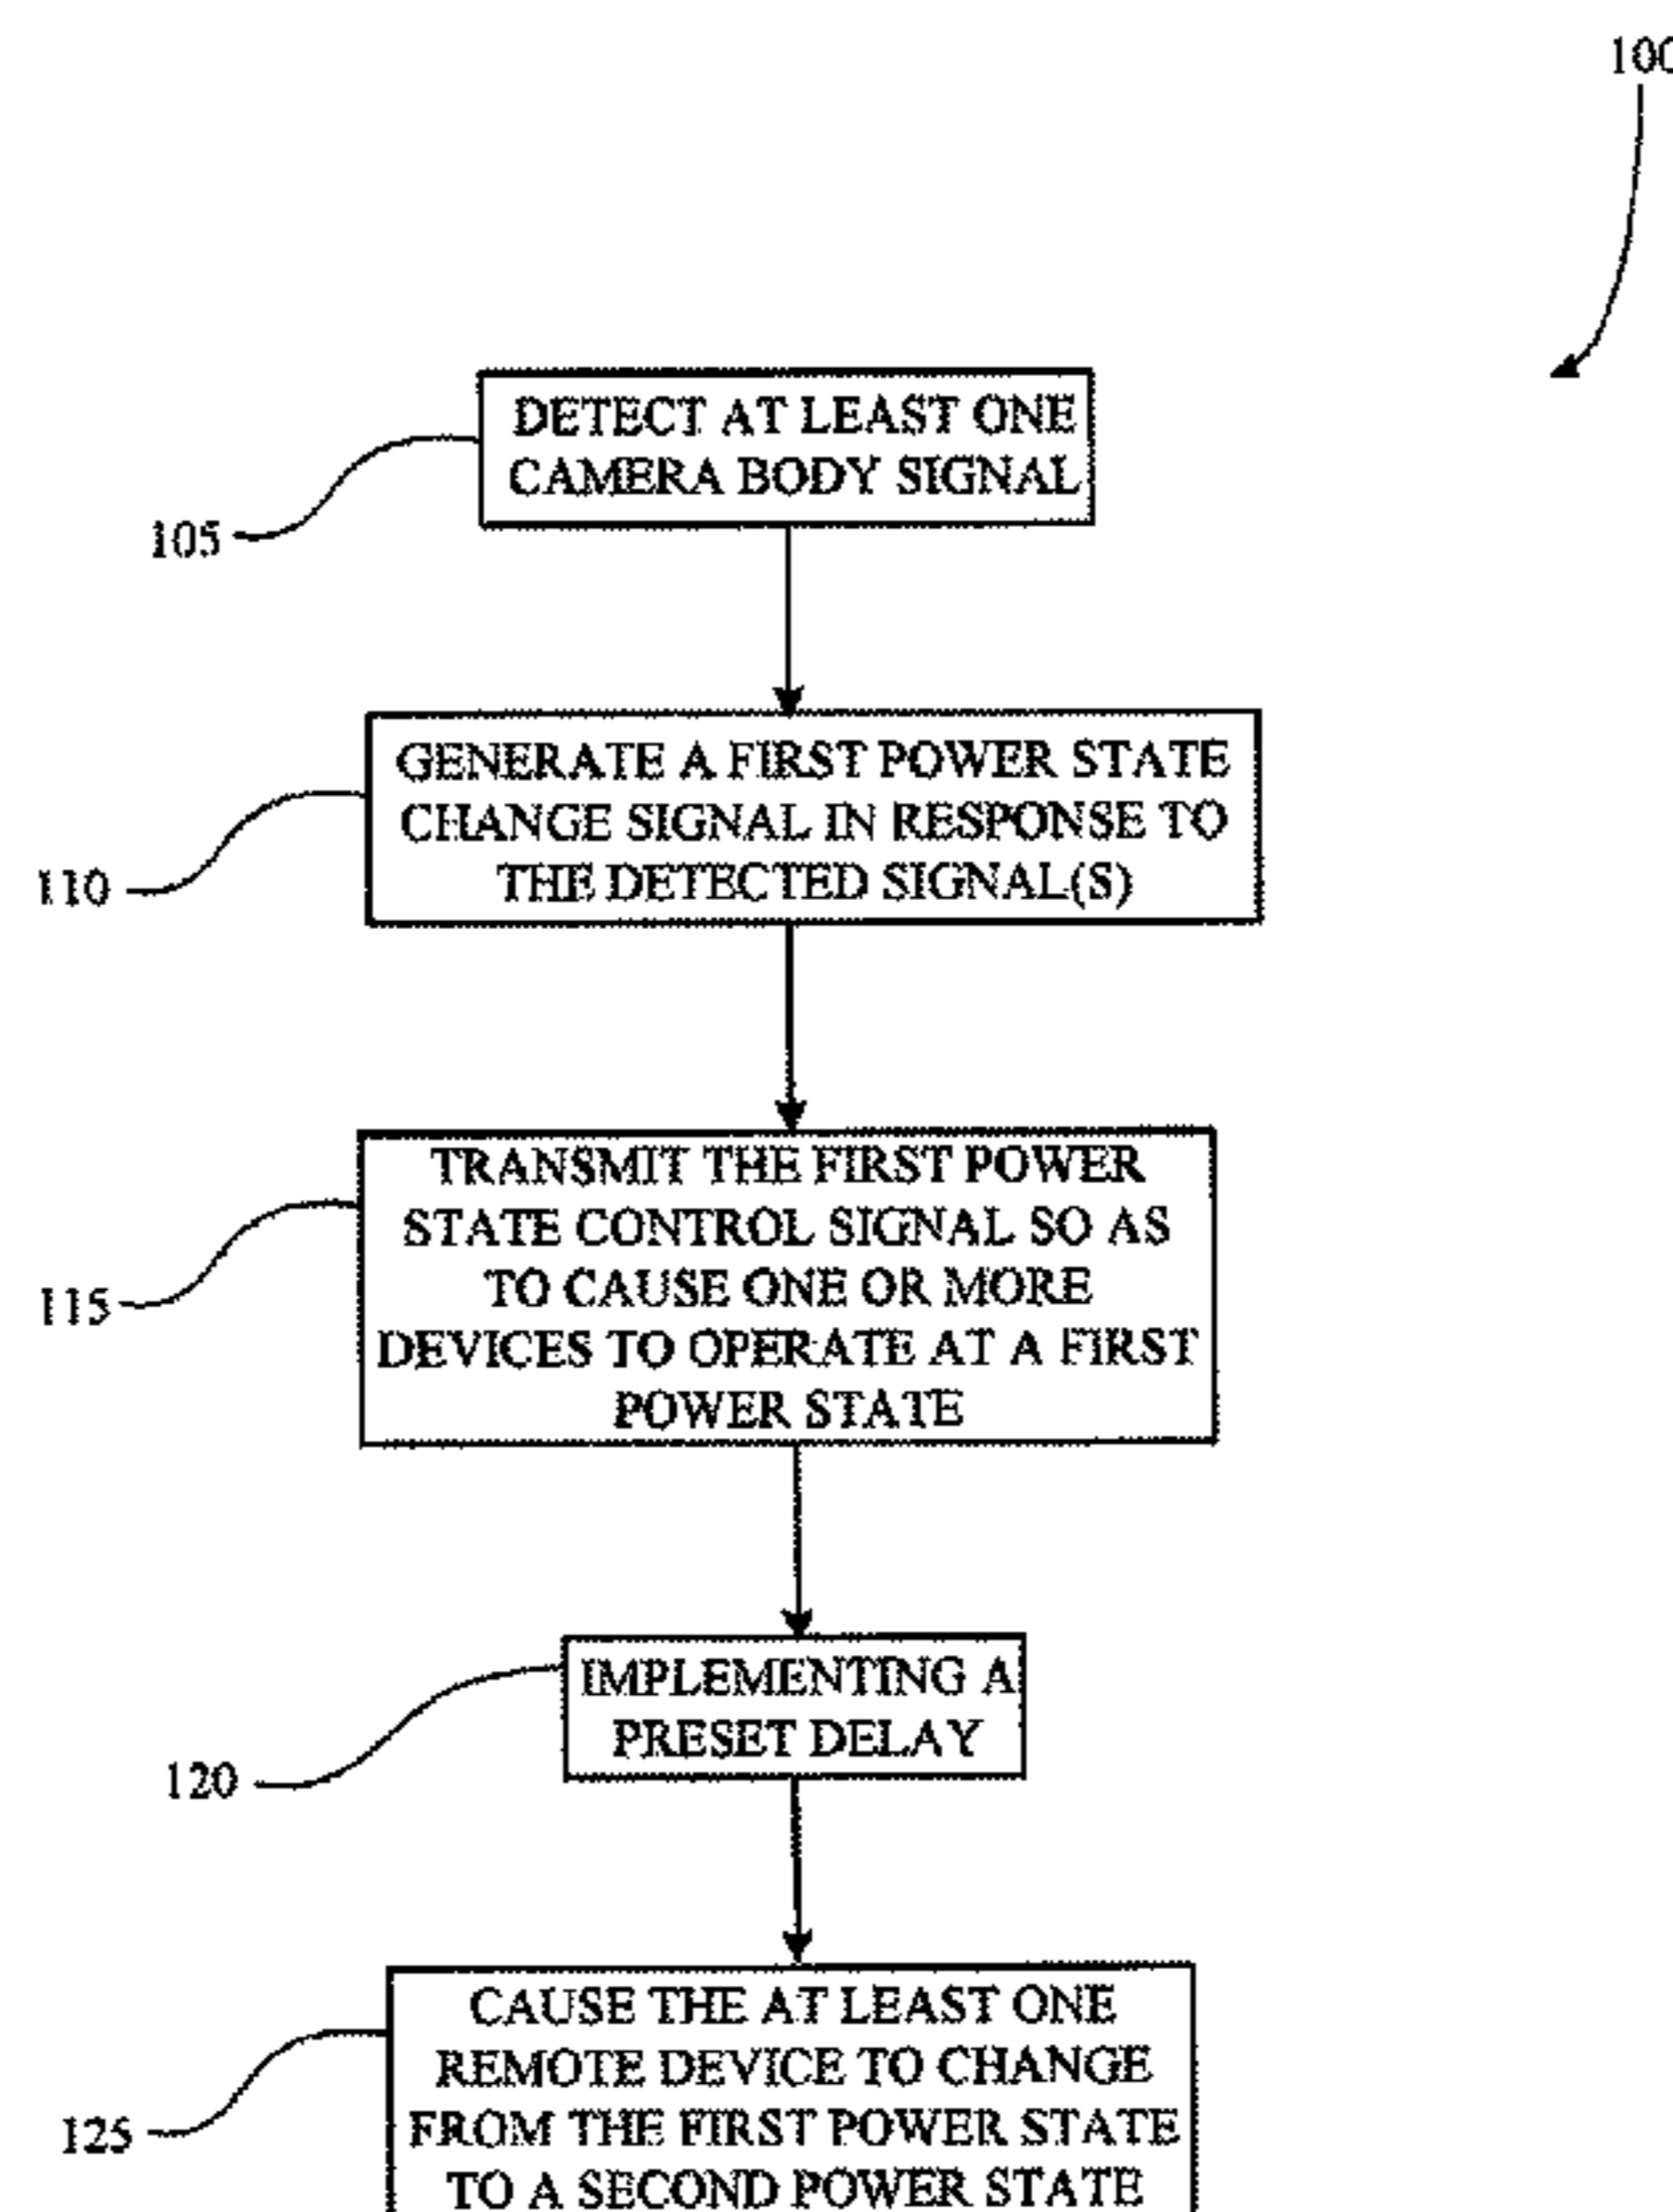 100
DETECT AT LEAST ONE
CAMERA BODY SIGNAL
105
GENERATE A FIRST POWER STATE
CHANGE SIGNAL IN RESPONSE TO
THE DETECTED SIGNAL(S)
110
TRANSMIT THE FIRST POWER
STATE CONTROL SIGNAL SO AS
TO CAUSE ONE OR MORE
DEVICES TO OPERATE AT A FIRST
POWER STATE
115
IMPLEMENTING A
PRESET DELAY
120
CAUSE THE AT LEAST ONE
REMOTE DEVICE TO CHANGE
FROM THE FIRST POWER STATE
TO A SECOND POWER STATE
125